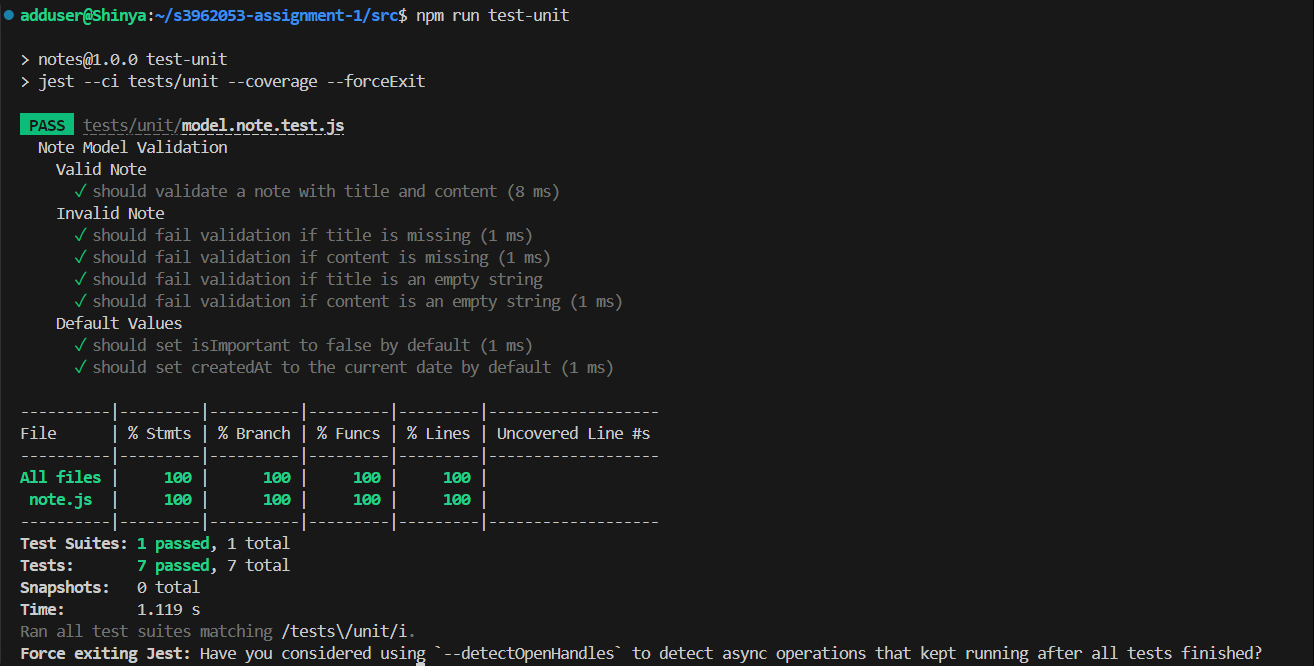 adduser@Shinya:~/s3962053-assignment-1/src$ npm run test-unit
> notes@1.0.0 test-unit
> jest --ci tests/unit --coverage --forceExit
PASS tests/unit/model.note.test.js
Note Model Validation
Valid Note
√ should validate a note with title and content (8 ms)
Invalid Note
√ should fail validation if title is missing (1 ms)
√ should fail validation if content is missing (1 ms)
√ should fail validation if title is an empty string
√ should fail validation if content is an empty string (1 ms)
Default Values
√ should set isImportant to false by default (1 ms)
√ should set createdAt to the current date by default (1 ms)
----------|---------|----------|---------|---------|-------------------
File      | % Stmts | % Branch | % Funcs | % Lines | Uncovered Line #s
----------|---------|----------|---------|---------|-------------------
All files |     100 |      100 |     100 |     100 |
 note.js  |     100 |      100 |     100 |     100 |
----------|---------|----------|---------|---------|-------------------
Test Suites: 1 passed, 1 total
Tests:       7 passed, 7 total
Snapshots:   0 total
Time:        1.119 s
Ran all test suites matching /tests\/unit/i.
Force exiting Jest: Have you considered using `--detectOpenHandles` to detect async operations that kept running after all tests finished?